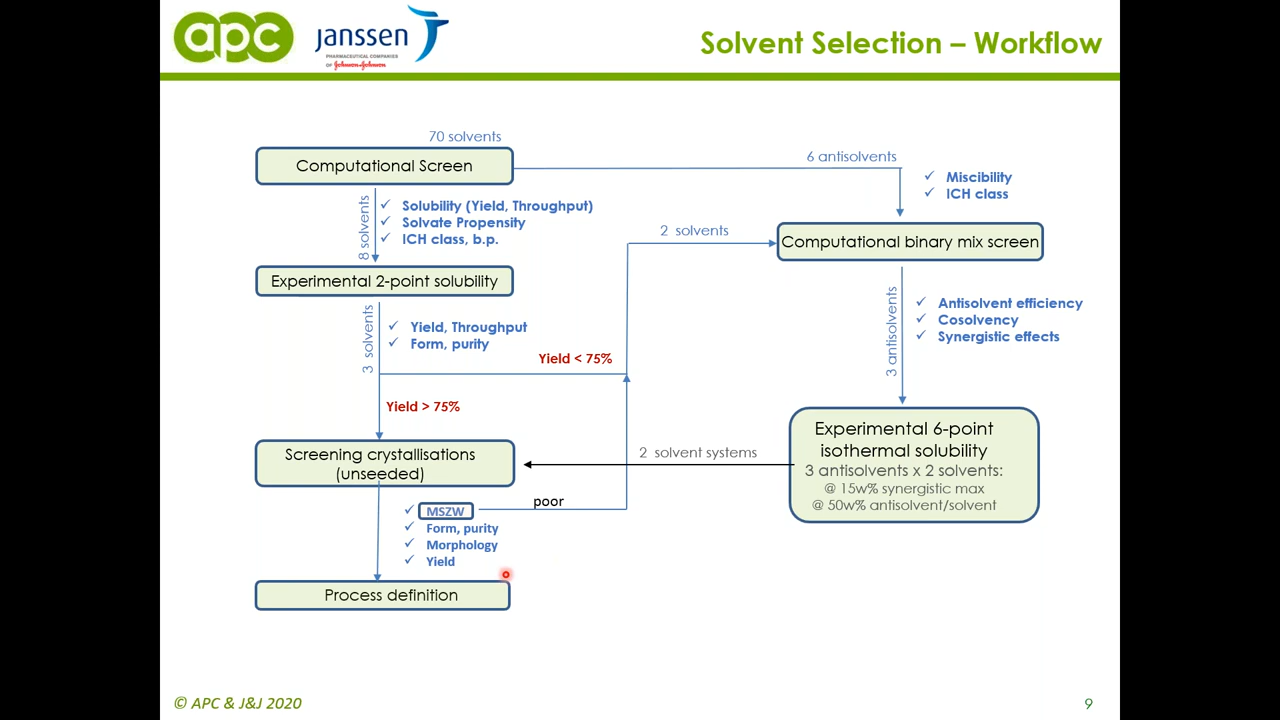 apc
janssen
PHARMACEUTICAL COMPANIES
OF Johnson & Johnson
Solvent Selection – Workflow
70 solvents
Computational Screen
6 antisolvents
✓ Miscibility
✓ ICH class
8 solvents
✓ Solubility (Yield, Throughput)
✓ Solvate Propensity
✓ ICH class, b.p.
2 solvents
Computational binary mix screen
Experimental 2-point solubility
3 solvents
✓ Yield, Throughput
✓ Form, purity
3 antisolvents
✓ Antisolvent efficiency
✓ Cosolvency
✓ Synergistic effects
Yield < 75%
Yield > 75%
Screening crystallisations
(unseeded)
2 solvent systems
Experimental 6-point
isothermal solubility
3 antisolvents x 2 solvents:
@ 15w% synergistic max
@ 50w% antisolvent/solvent
✓ MSZW
poor
✓ Form, purity
✓ Morphology
✓ Yield
Process definition
© APC & J&J 2020
9